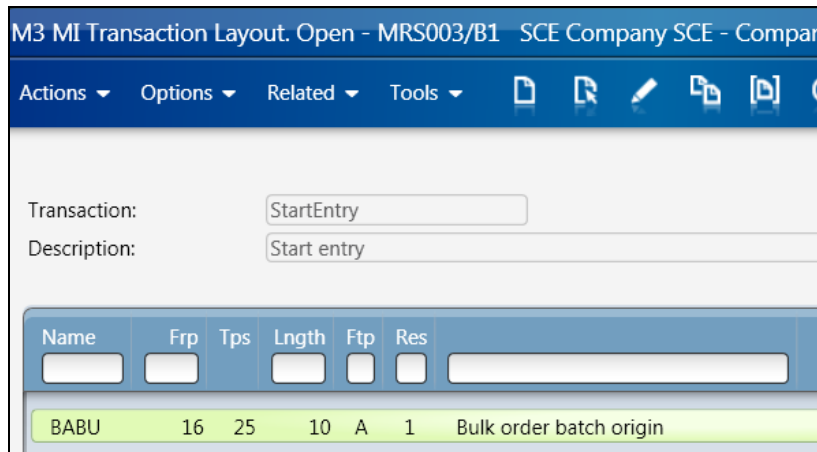 M3 MI Transaction Layout. Open - MRS003/B1 SCE Company SCE - Compar
Actions Options Related Tools
Transaction: StartEntry
Description: Start entry
Name Frp Tps Lngth Ftp Res
BABU 16 25 10 A 1 Bulk order batch origin